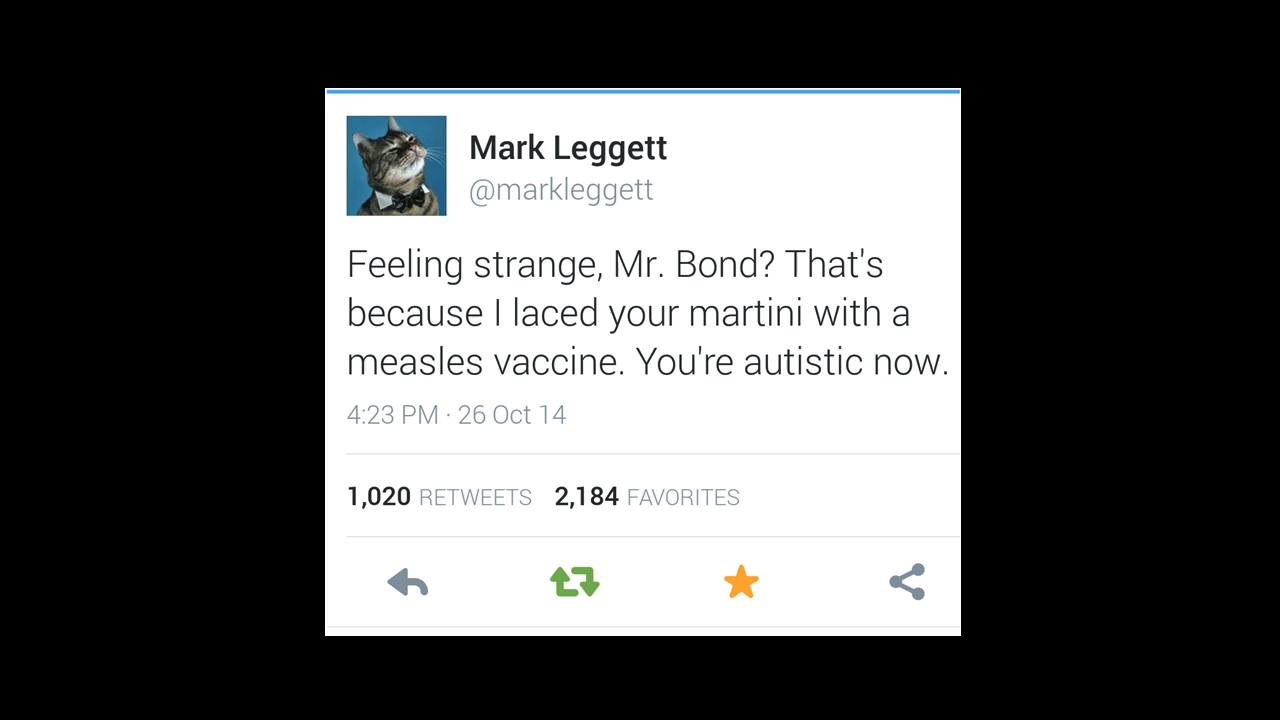 Mark Leggett
@markleggett
Feeling strange, Mr. Bond? That's
because I laced your martini with a
measles vaccine. You're autistic now.
4:23 PM · 26 Oct 14
1,020 RETWEETS 2,184 FAVORITES